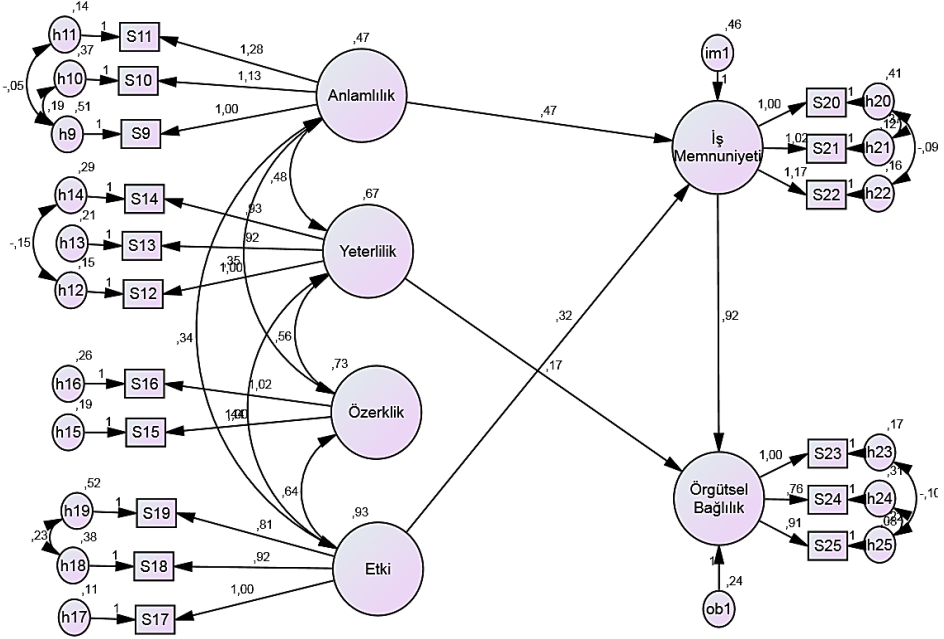 ,14
h11
1
S11
,37
h10
1
S10
,51
h9
1
S9
-,05
,19
1,28
1,13
1,00
,47
Anlamlılık
,29
h14
1
S14
,21
h13
1
S13
,15
h12
1
S12
-,15
,93
,92
1,00
,67
Yeterlilik
,48
,35
,34
,56
,26
h16
1
S16
,19
h15
1
S15
1,02
,73
Özerklik
,64
,52
h19
1
S19
,38
h18
1
S18
,11
h17
1
S17
,23
,81
,92
1,00
,93
Etki
,47
,32
,17
,92
,46
im1
1
İş
Memnuniyeti
1,00
1,02
1,17
S20
1
h20
,41
S21
1
h21
,12
S22
1
h22
,16
-,09
Örgütsel
Bağlılık
1,00
,76
,91
S23
1
h23
,17
S24
1
h24
,31
S25
1
h25
-,10
1
ob1
,24